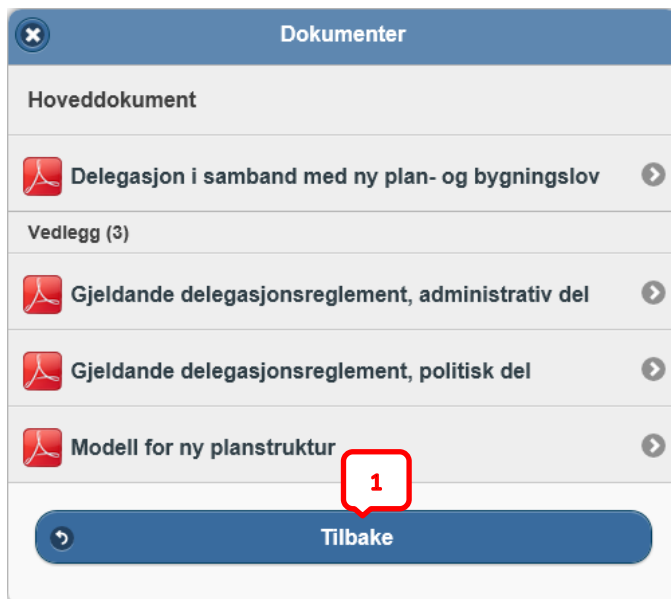 Dokumenter
Hoveddokument
Delegasjon i samband med ny plan- og bygningslov
Vedlegg (3)
Gjeldande delegasjonsreglement, administrativ del
Gjeldande delegasjonsreglement, politisk del
Modell for ny planstruktur
1
Tilbake